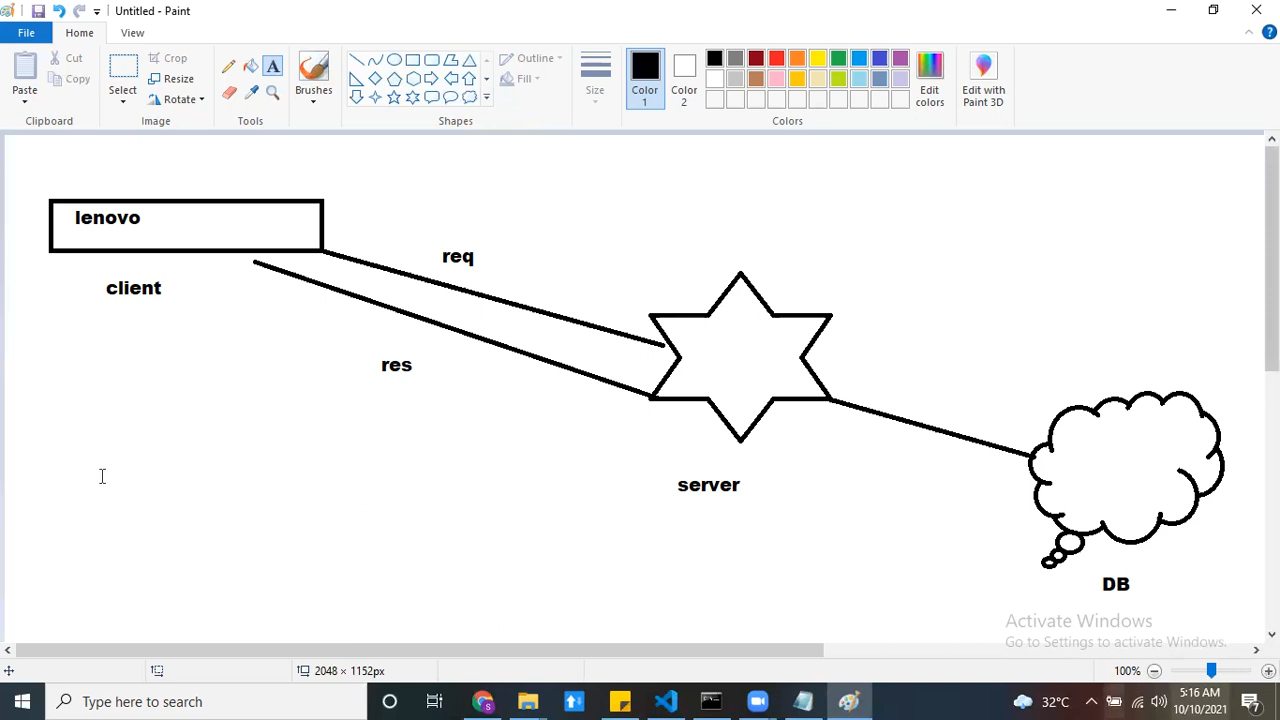 Untitled - Paint
File
Home
View
Paste
Cut
Copy
Clipboard
Select
Crop
Resize
Rotate
Image
A
Tools
Brushes
Shapes
Outline
Fill
Size
Color 1
Color 2
Edit colors
Colors
Edit with Paint 3D
lenovo
client
req
res
server
DB
Activate Windows
Go to Settings to activate Windows.
2048 × 1152px
100%
Type here to search
32°C
5:16 AM
10/10/2021
7